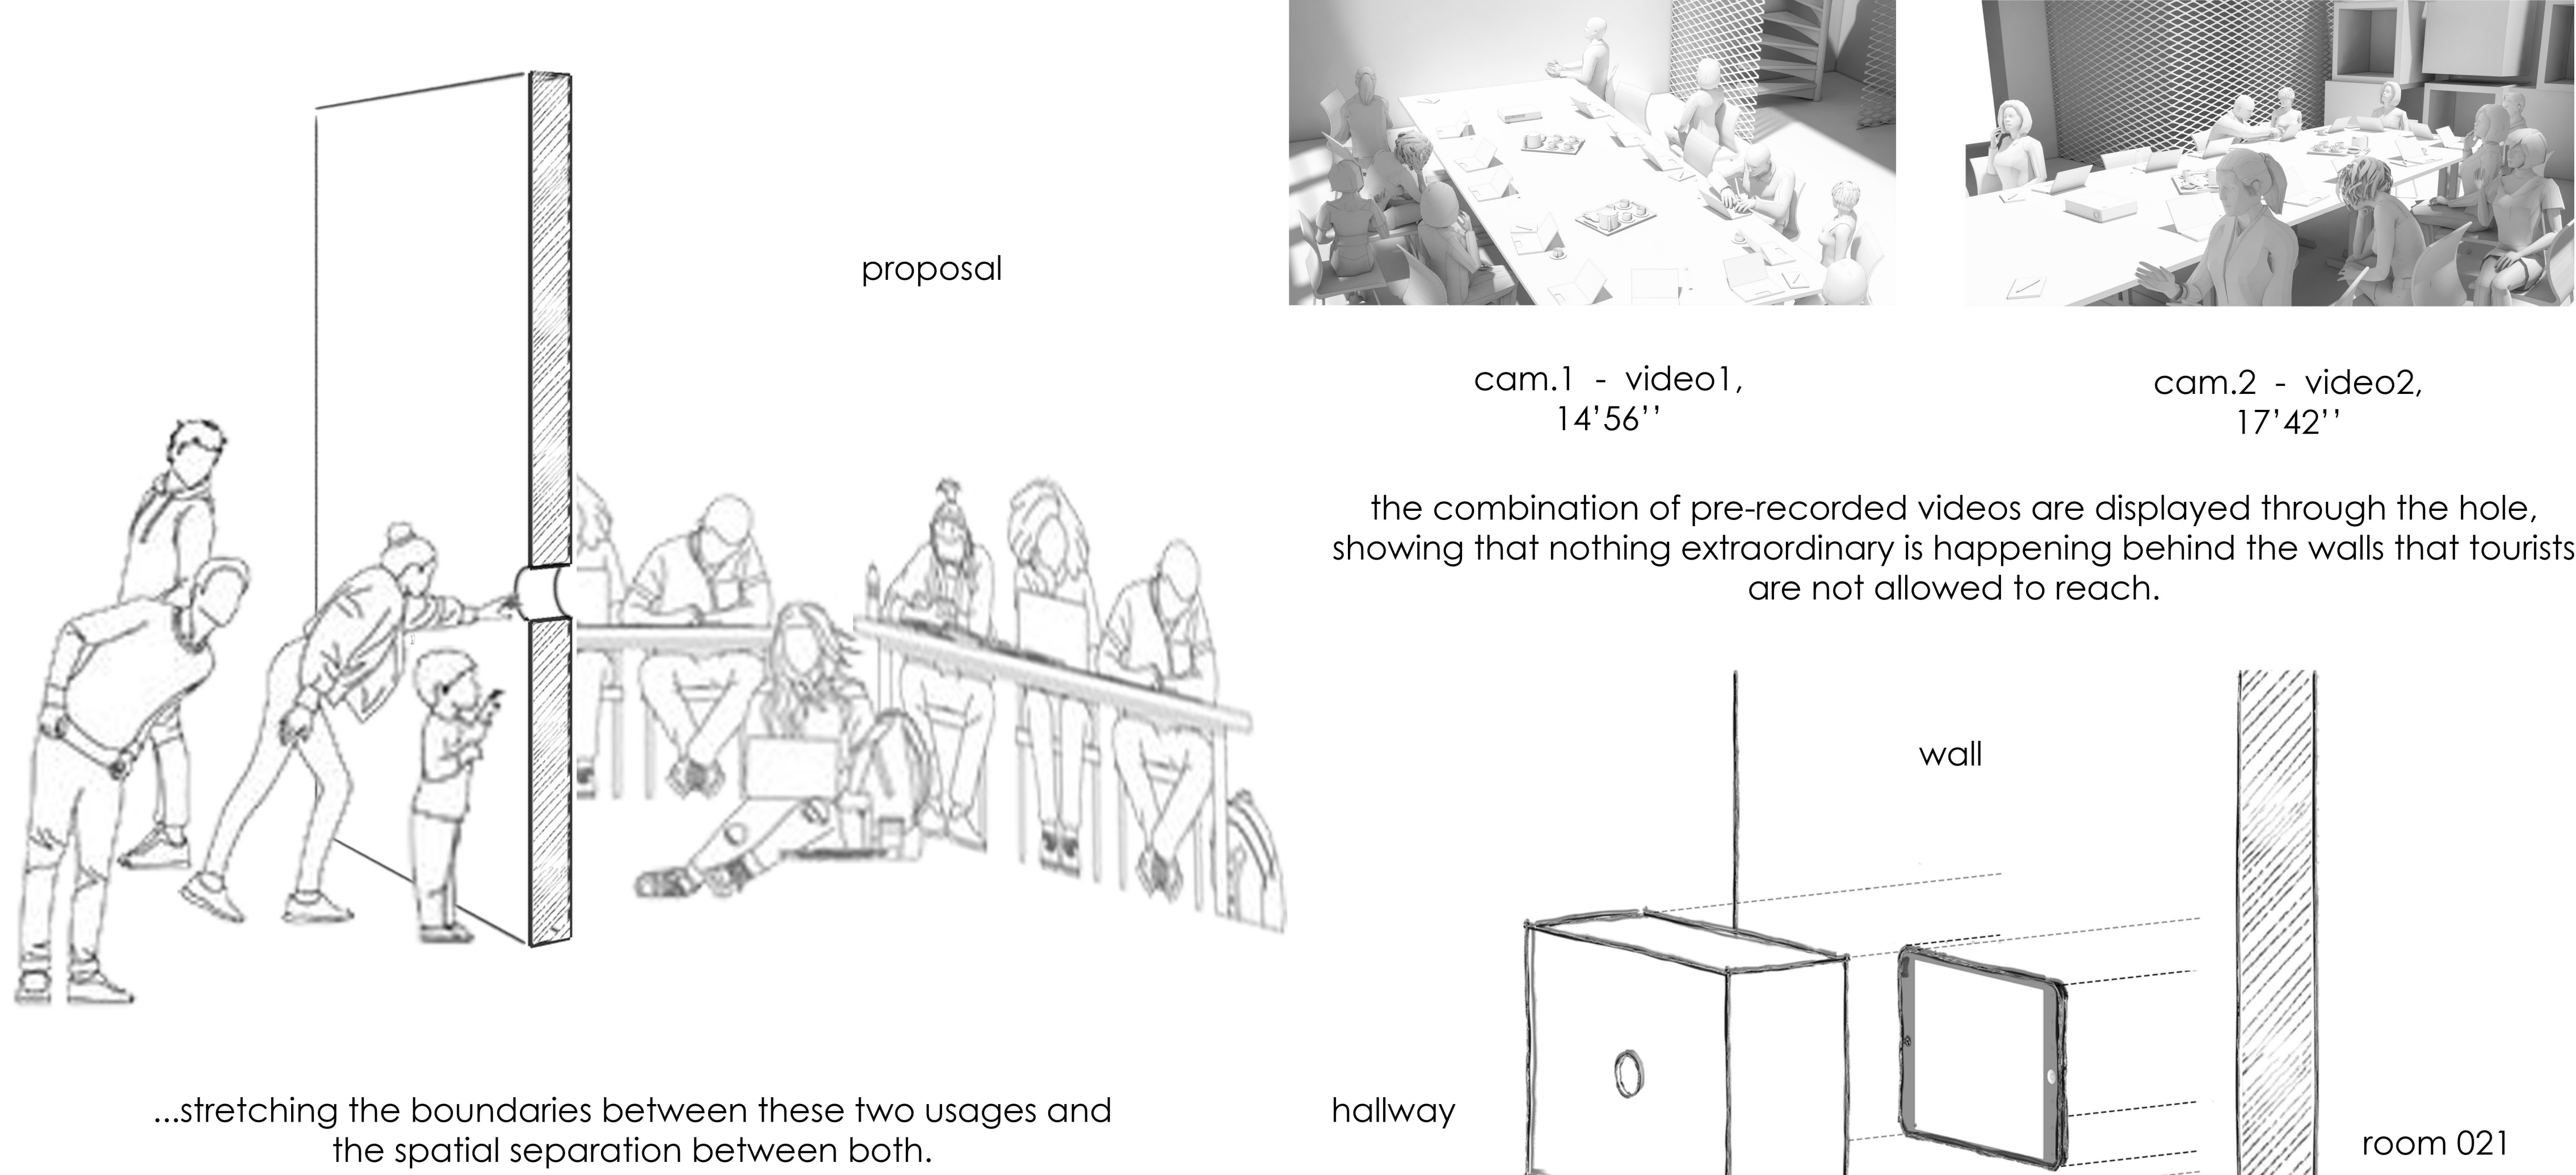 proposal
...stretching the boundaries between these two usages and
the spatial separation between both.
cam.1 - video1,
14’56’’
cam.2 - video2,
17’42’’
the combination of pre-recorded videos are displayed through the hole,
showing that nothing extraordinary is happening behind the walls that tourists
are not allowed to reach.
wall
hallway
room 021